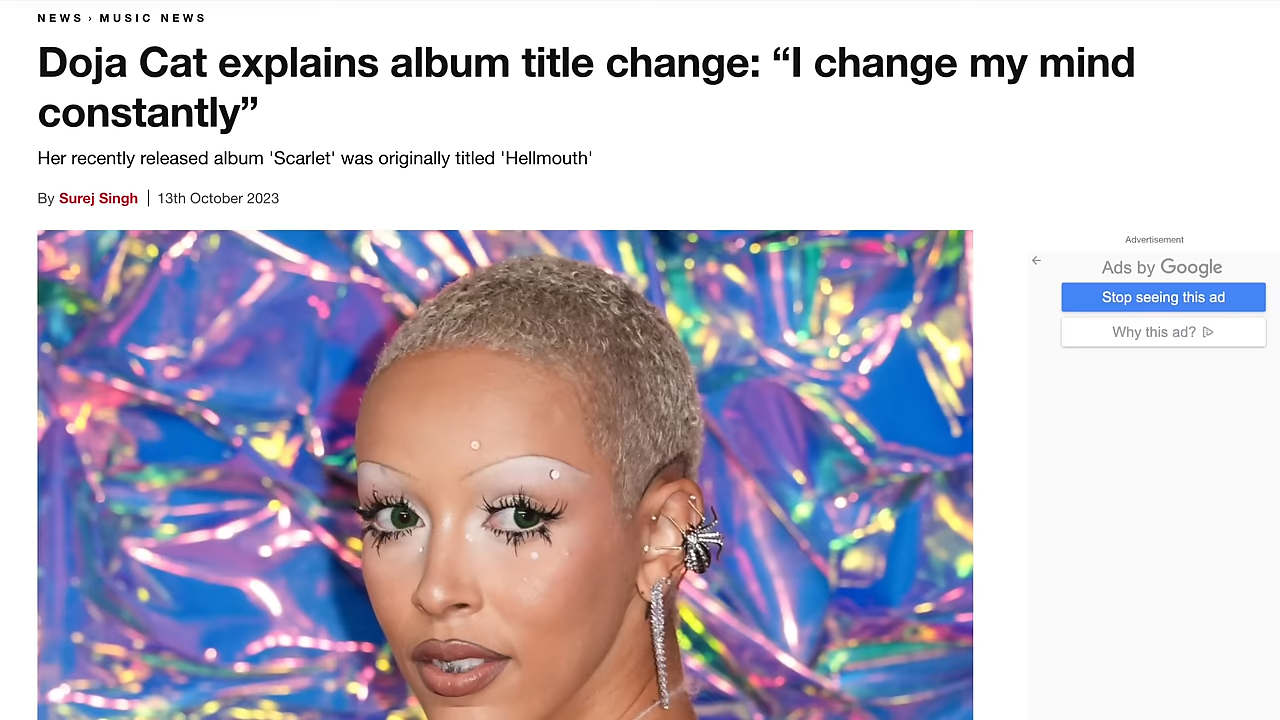 NEWS › MUSIC NEWS
Doja Cat explains album title change: “I change my mind
constantly”
Her recently released album 'Scarlet' was originally titled 'Hellmouth'
By Surej Singh | 13th October 2023
Advertisement
Ads by Google
Stop seeing this ad
Why this ad?